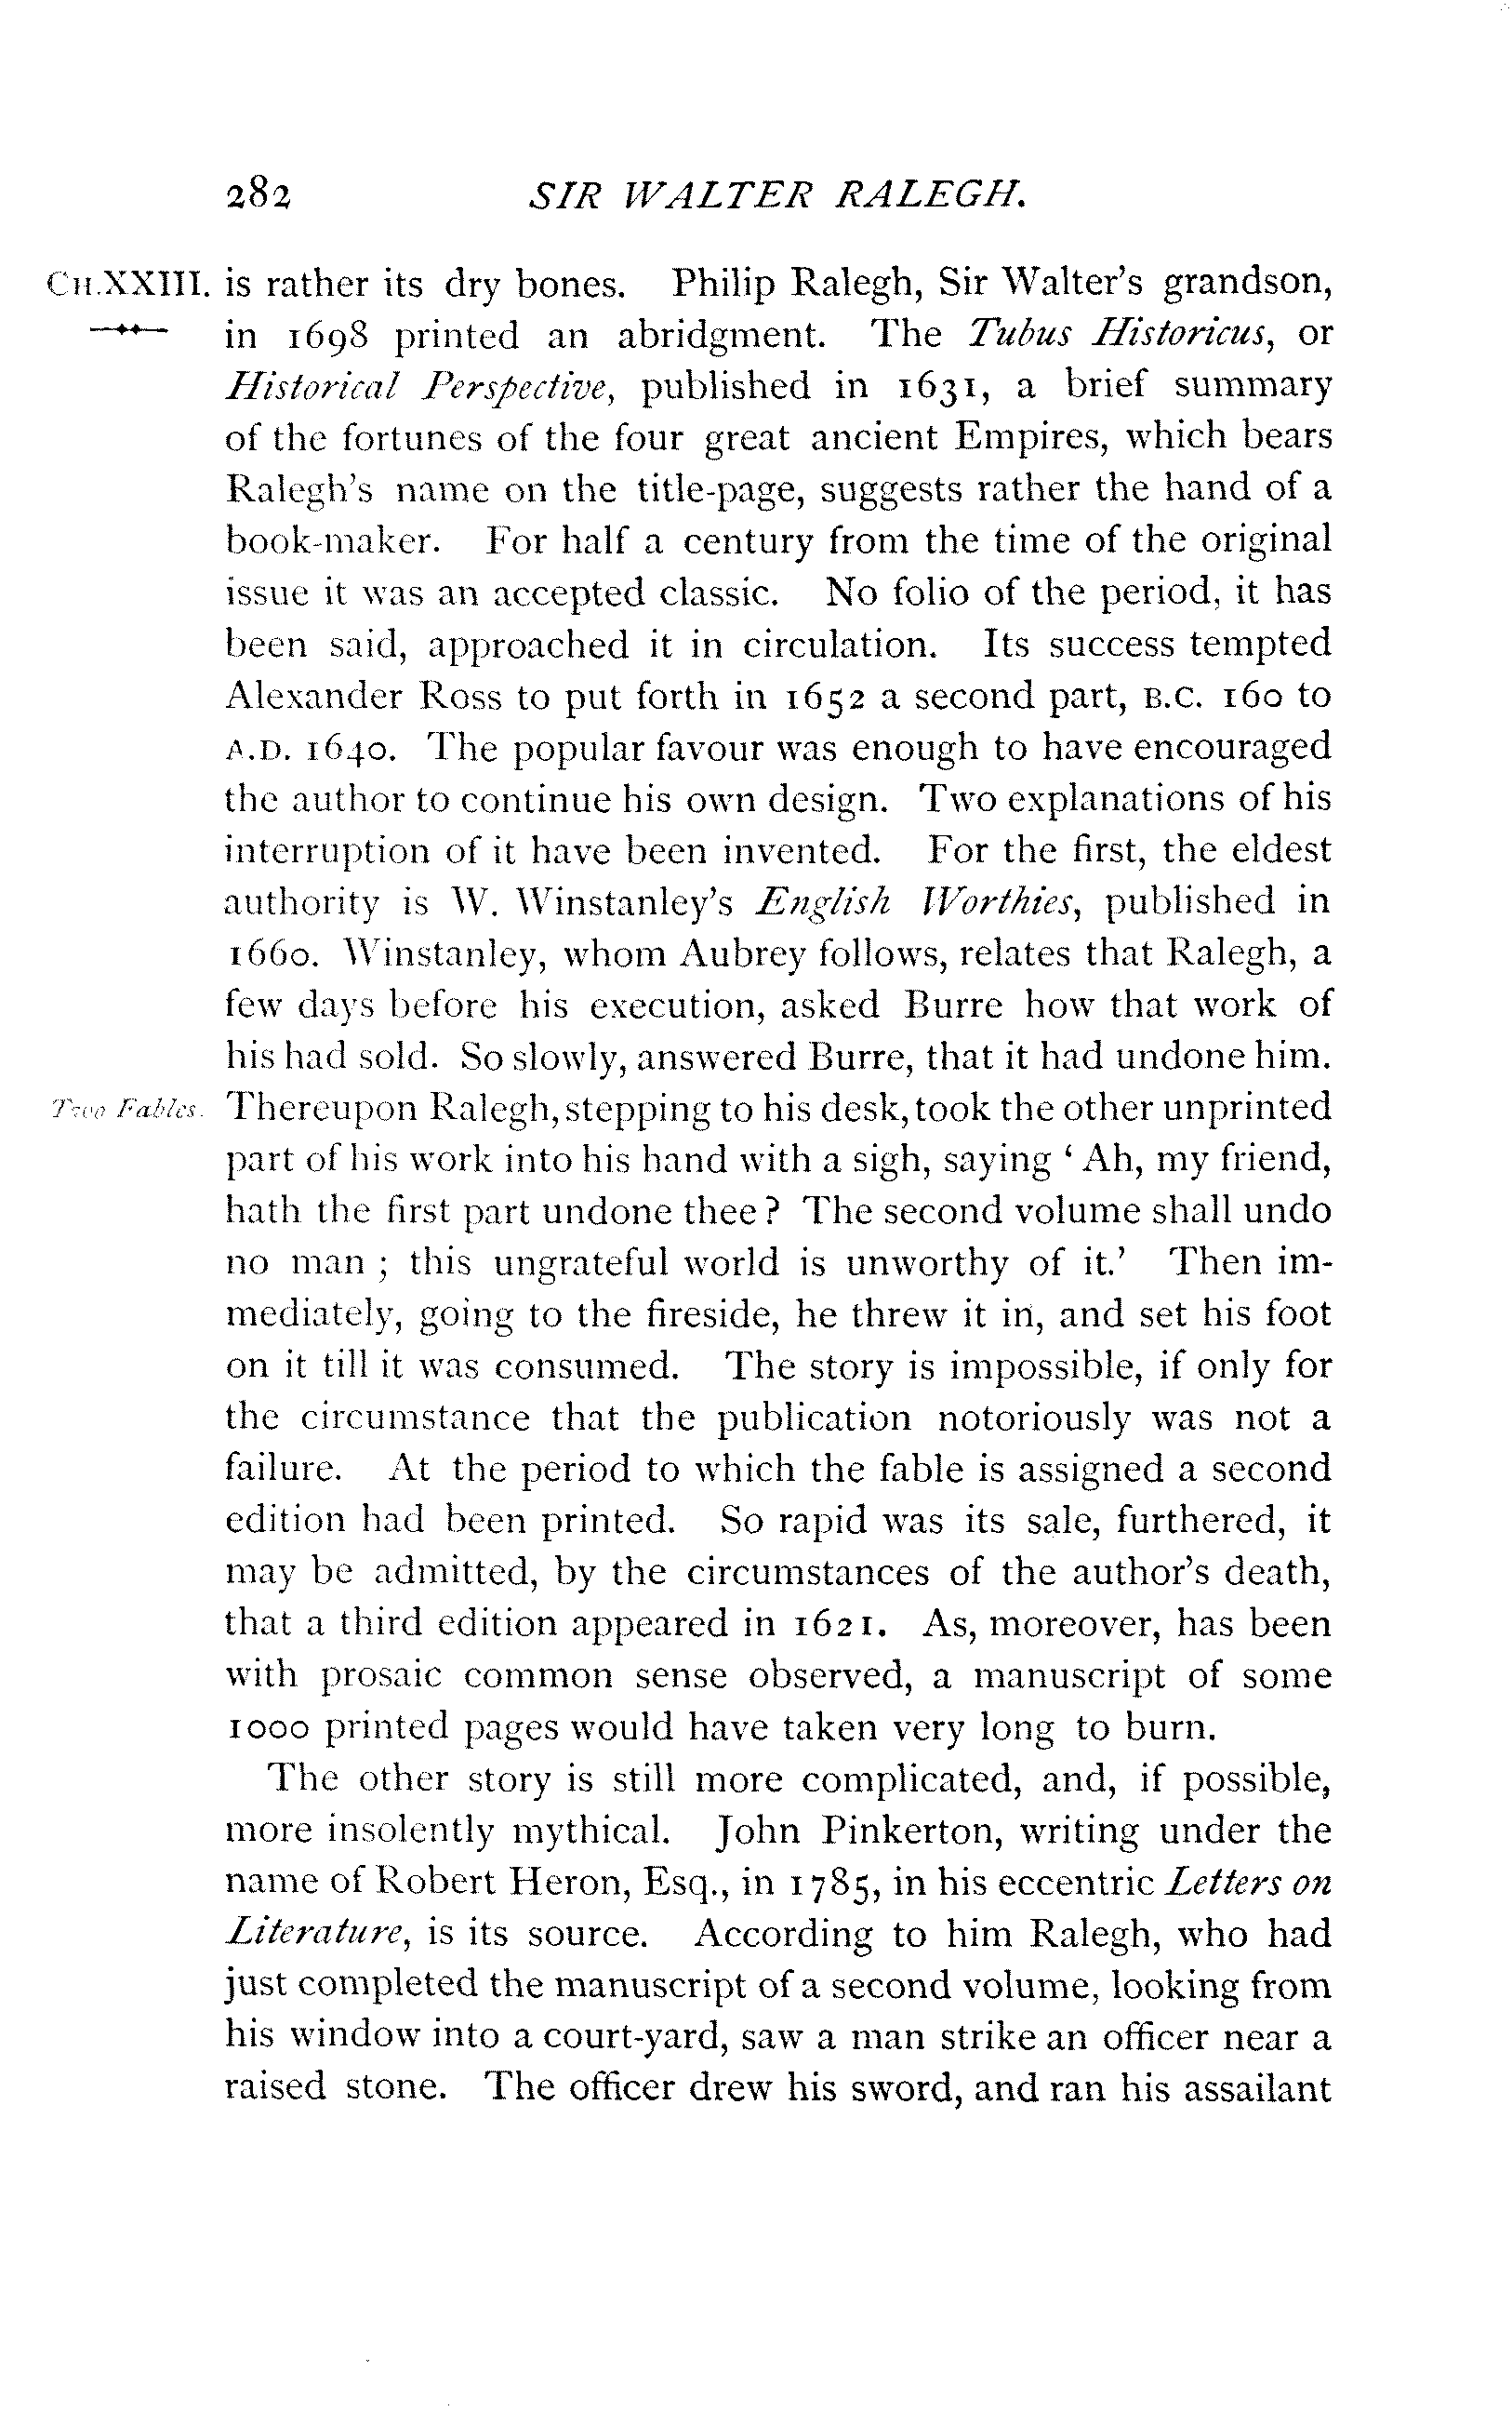 282 SIR WALTER RALEGH.
CH.XXIII. is rather its dry bones. Philip Ralegh, Sir Walter's grandson,
in 1698 printed an abridgment. The Tubus Historicus, or
Historical Perspective, published in 1631, a brief summary
of the fortunes of the four great ancient Empires, which bears
Ralegh's name on the title-page, suggests rather the hand of a
book-maker. For half a century from the time of the original
issue it was an accepted classic. No folio of the period, it has
been said, approached it in circulation. Its success tempted
Alexander Ross to put forth in 1652 a second part, B.C. 160 to
A.D. 1640. The popular favour was enough to have encouraged
the author to continue his own design. Two explanations of his
interruption of it have been invented. For the first, the eldest
authority is W. Winstanley's English Worthies, published in
1660. Winstanley, whom Aubrey follows, relates that Ralegh, a
few days before his execution, asked Burre how that work of
his had sold. So slowly, answered Burre, that it had undone him.
Two Fables. Thereupon Ralegh, stepping to his desk, took the other unprinted
part of his work into his hand with a sigh, saying ‘ Ah, my friend,
hath the first part undone thee ? The second volume shall undo
no man ; this ungrateful world is unworthy of it.’ Then im-
mediately, going to the fireside, he threw it in, and set his foot
on it till it was consumed. The story is impossible, if only for
the circumstance that the publication notoriously was not a
failure. At the period to which the fable is assigned a second
edition had been printed. So rapid was its sale, furthered, it
may be admitted, by the circumstances of the author's death,
that a third edition appeared in 1621. As, moreover, has been
with prosaic common sense observed, a manuscript of some
1000 printed pages would have taken very long to burn.
The other story is still more complicated, and, if possible,
more insolently mythical. John Pinkerton, writing under the
name of Robert Heron, Esq., in 1785, in his eccentric Letters on
Literature, is its source. According to him Ralegh, who had
just completed the manuscript of a second volume, looking from
his window into a court-yard, saw a man strike an officer near a
raised stone. The officer drew his sword, and ran his assailant